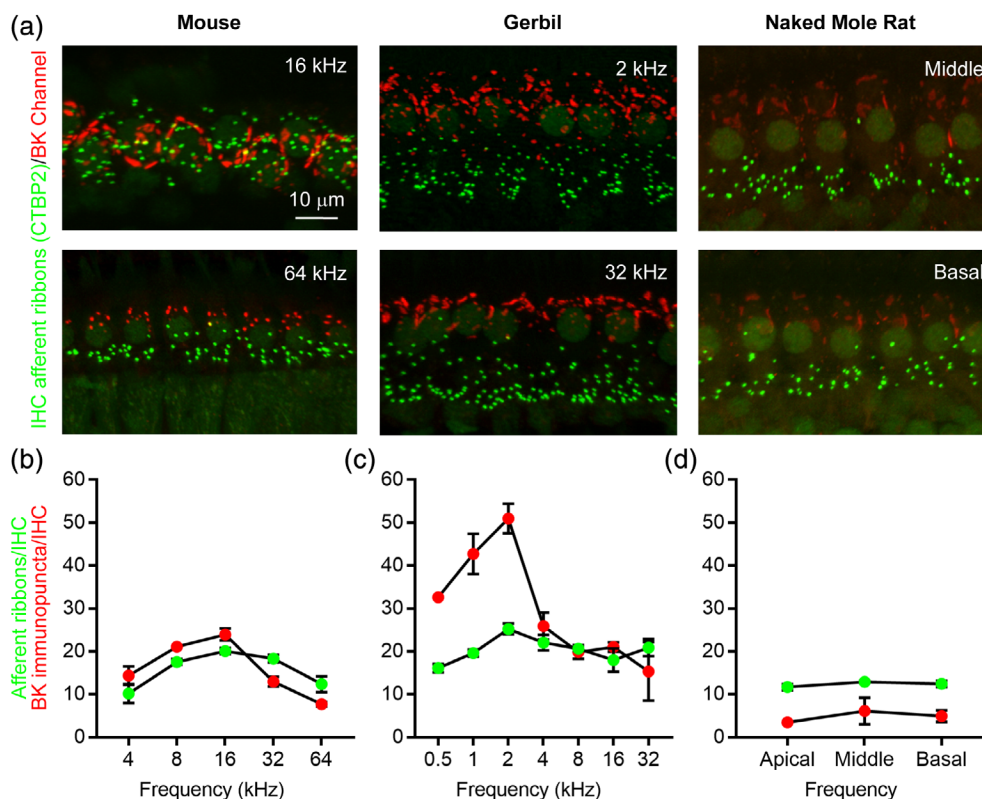 (a)
Mouse
Gerbil
Naked Mole Rat
IHC afferent ribbons (CTBP2)/BK Channel
16 kHz
10 μm
2 kHz
Middle
64 kHz
32 kHz
Basal
(b)
Afferent ribbons/IHC
BK immunopuncta/IHC
60
50
40
30
20
10
0
4 8 16 32 64
Frequency (kHz)
(c)
60
50
40
30
20
10
0
0.5 1 2 4 8 16 32
Frequency (kHz)
(d)
60
50
40
30
20
10
0
Apical Middle Basal
Frequency